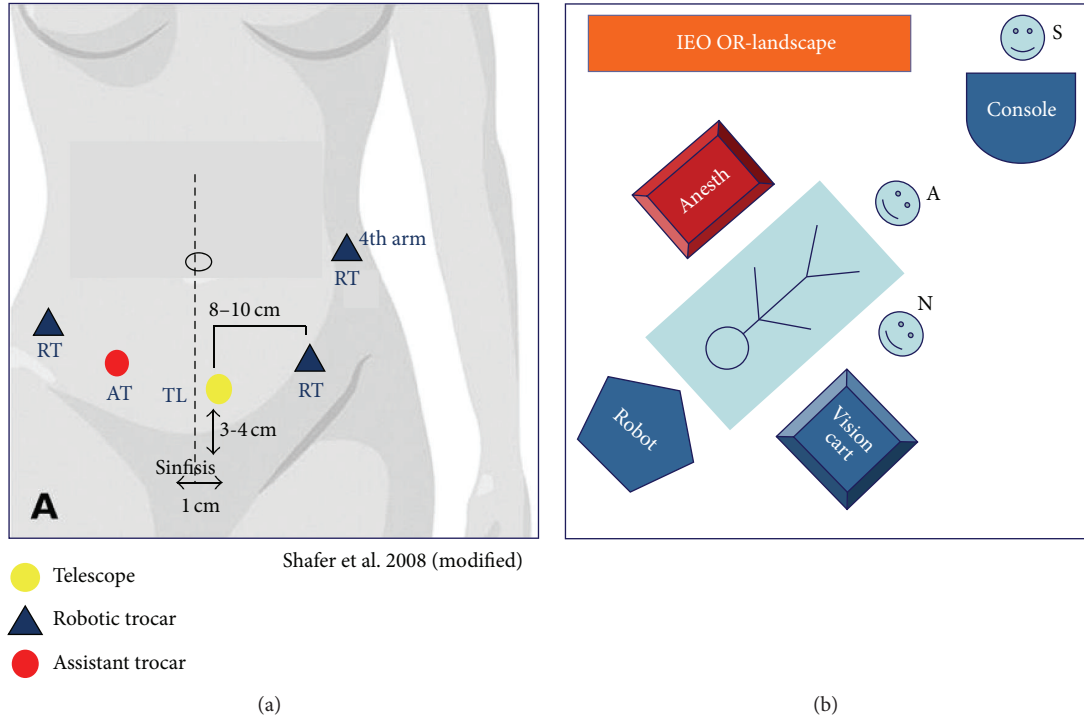 4th arm
RT
8–10 cm
RT
AT
TL
RT
3-4 cm
Sinfisis
1 cm
A
Shafer et al. 2008 (modified)
Telescope
Robotic trocar
Assistant trocar
(a)
IEO OR-landscape
S
Console
Anesth
A
N
Robot
Vision
cart
(b)